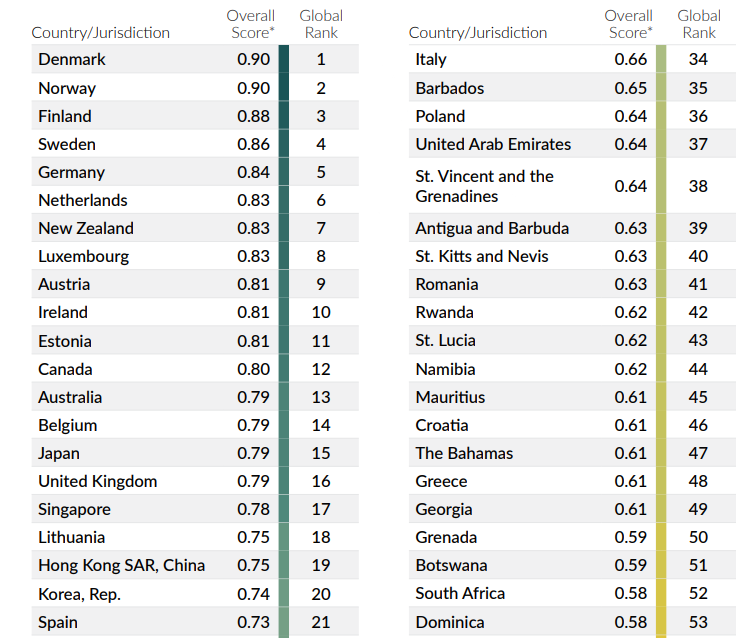 Country/Jurisdiction Overall Score* Global Rank
Denmark 0.90 1
Norway 0.90 2
Finland 0.88 3
Sweden 0.86 4
Germany 0.84 5
Netherlands 0.83 6
New Zealand 0.83 7
Luxembourg 0.83 8
Austria 0.81 9
Ireland 0.81 10
Estonia 0.81 11
Canada 0.80 12
Australia 0.79 13
Belgium 0.79 14
Japan 0.79 15
United Kingdom 0.79 16
Singapore 0.78 17
Lithuania 0.75 18
Hong Kong SAR, China 0.75 19
Korea, Rep. 0.74 20
Spain 0.73 21
Country/Jurisdiction Overall Score* Global Rank
Italy 0.66 34
Barbados 0.65 35
Poland 0.64 36
United Arab Emirates 0.64 37
St. Vincent and the
Grenadines 0.64 38
Antigua and Barbuda 0.63 39
St. Kitts and Nevis 0.63 40
Romania 0.63 41
Rwanda 0.62 42
St. Lucia 0.62 43
Namibia 0.62 44
Mauritius 0.61 45
Croatia 0.61 46
The Bahamas 0.61 47
Greece 0.61 48
Georgia 0.61 49
Grenada 0.59 50
Botswana 0.59 51
South Africa 0.58 52
Dominica 0.58 53